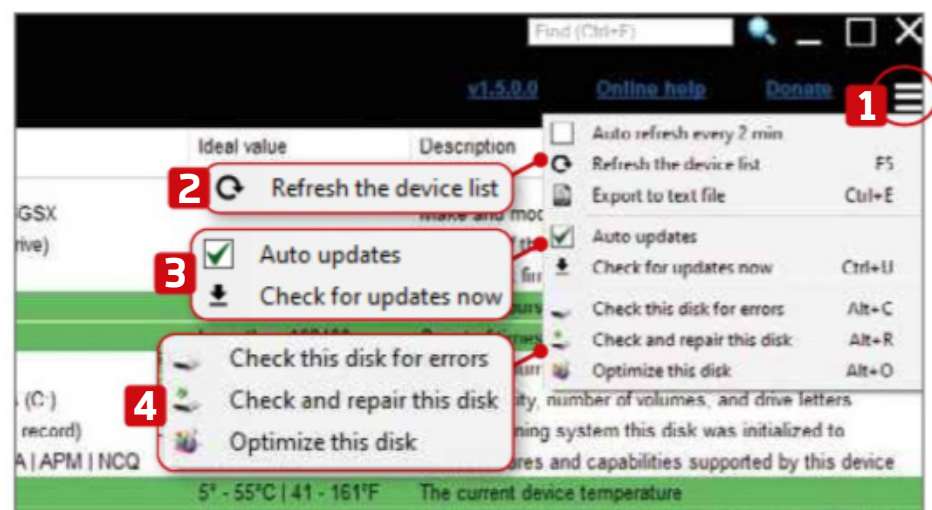 Find (Ctrl+F)
v1.5.0.0 Online help Donate
1
Ideal value Description
Auto refresh every 2 min
Refresh the device list F5
Export to text file Ctrl+E
Auto updates
Check for updates now Ctrl+U
Check this disk for errors Alt+C
Check and repair this disk Alt+R
Optimize this disk Alt+O
2 Refresh the device list
GSX Make and
rive)
3 Auto updates
Check for updates now
4 Check this disk for errors
Check and repair this disk
Optimize this disk
(C:) ity, number of volumes, and drive letters
record) ning system this disk was initialized to
A | APM | NCQ res and capabilities supported by this device
5° - 55°C | 41 - 161°F The current device temperature